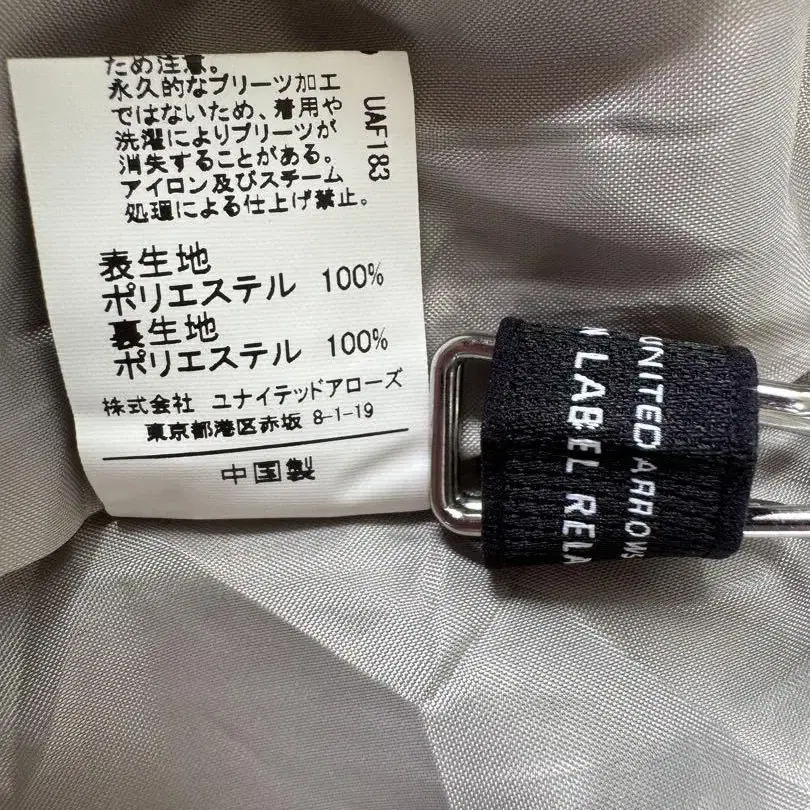 ため注意。
永久的なプリーツ加工
ではないため、着用や
洗濯によりプリーツが
消失することがある。
アイロン及びスチーム
処理による仕上げ禁止。
UAF183
表生地
ポリエステル 100%
裏生地
ポリエステル 100%
株式会社 ユナイテッドアローズ
東京都港区赤坂 8-1-19
中国製
UNITED ARROWS
LABEL RELA